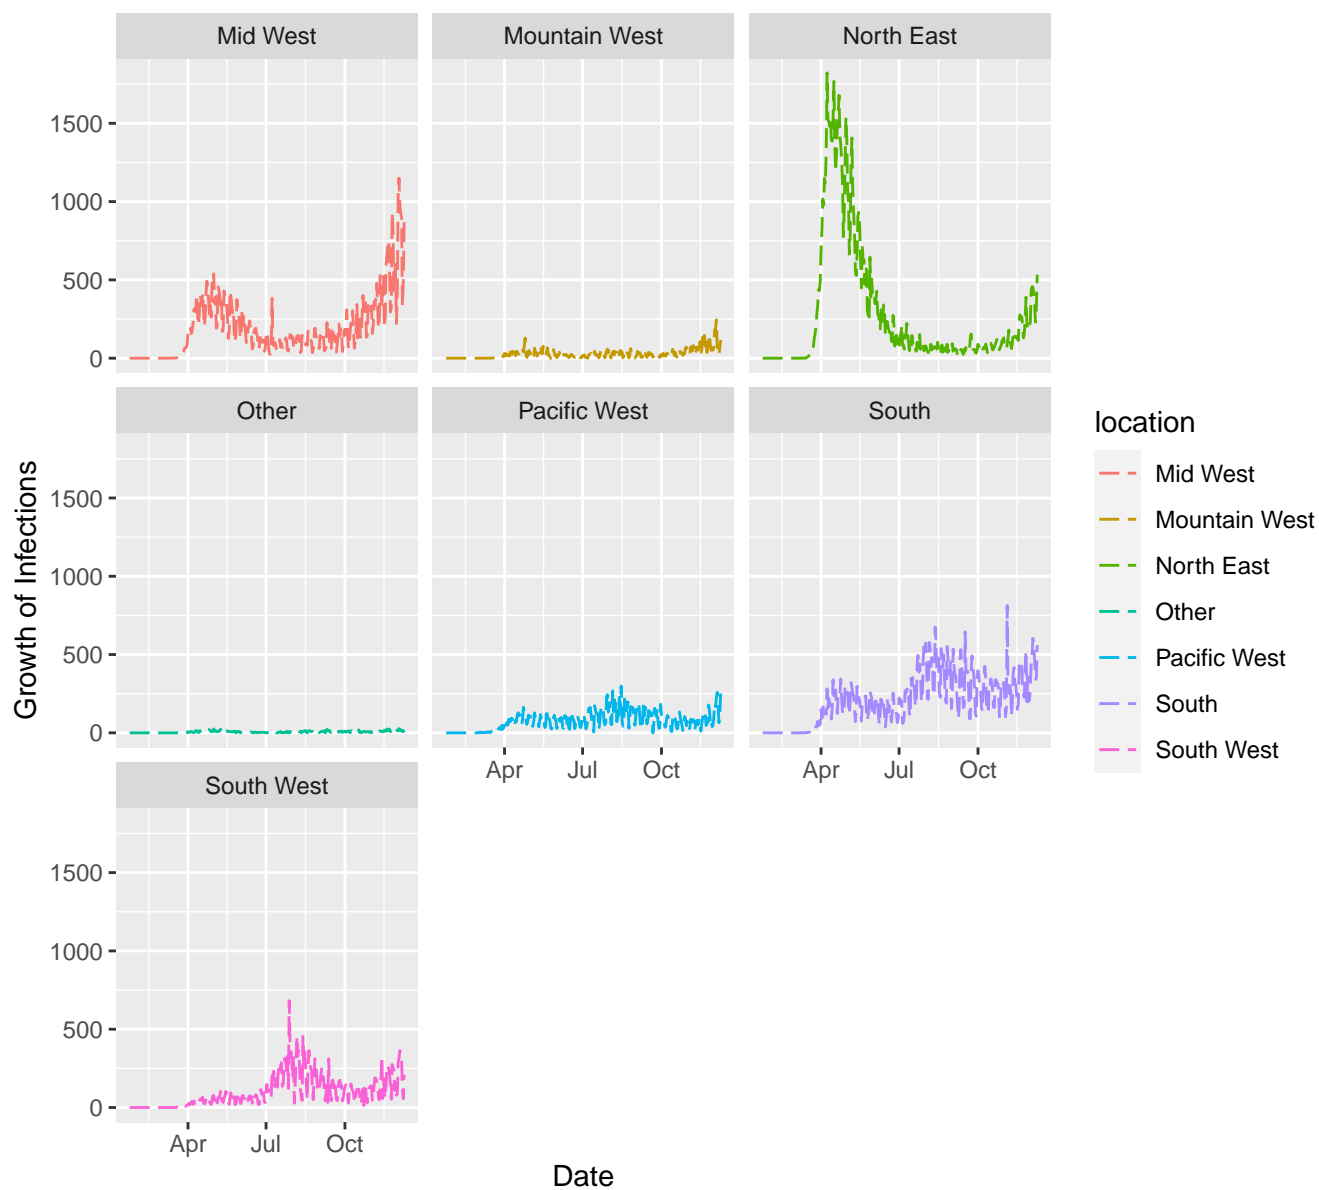 Mid West
Mountain West
North East
1500
1000
500
0
Other
Pacific West
South
1500
1000
500
0
Apr
Jul
Oct
Apr
Jul
Oct
South West
1500
1000
500
0
Apr
Jul
Oct
Growth of Infections
Date
location
Mid West
Mountain West
North East
Other
Pacific West
South
South West